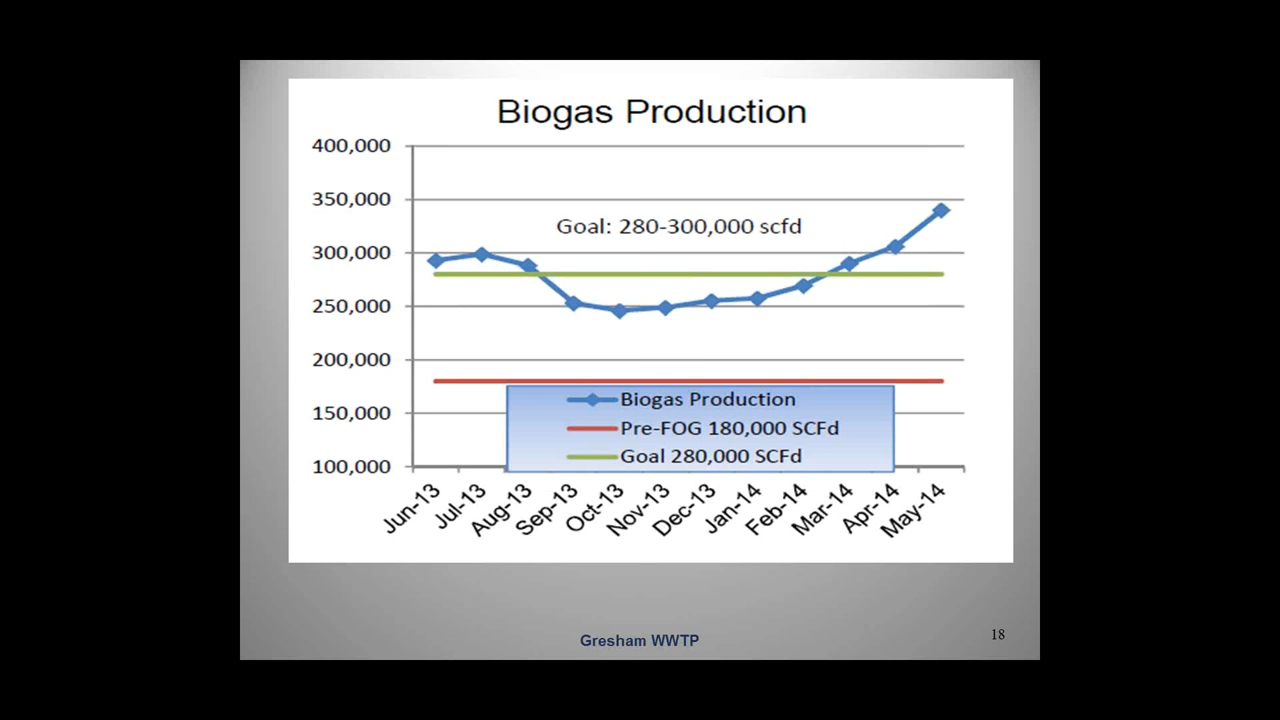 Biogas Production
400,000
350,000
300,000
250,000
200,000
150,000
100,000
Goal: 280-300,000 scfd
Biogas Production
Pre-FOG 180,000 SCFd
Goal 280,000 SCFd
Jun-13
Jul-13
Aug-13
Sep-13
Oct-13
Nov-13
Dec-13
Jan-14
Feb-14
Mar-14
Apr-14
May-14
Gresham WWTP
18